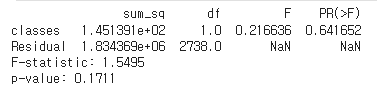 sum_sq df F PR(>F)
classes 1.451391e+02 1.0 0.216636 0.641652
Residual 1.834369e+06 2738.0 NaN NaN
F-statistic: 1.5495
p-value: 0.1711